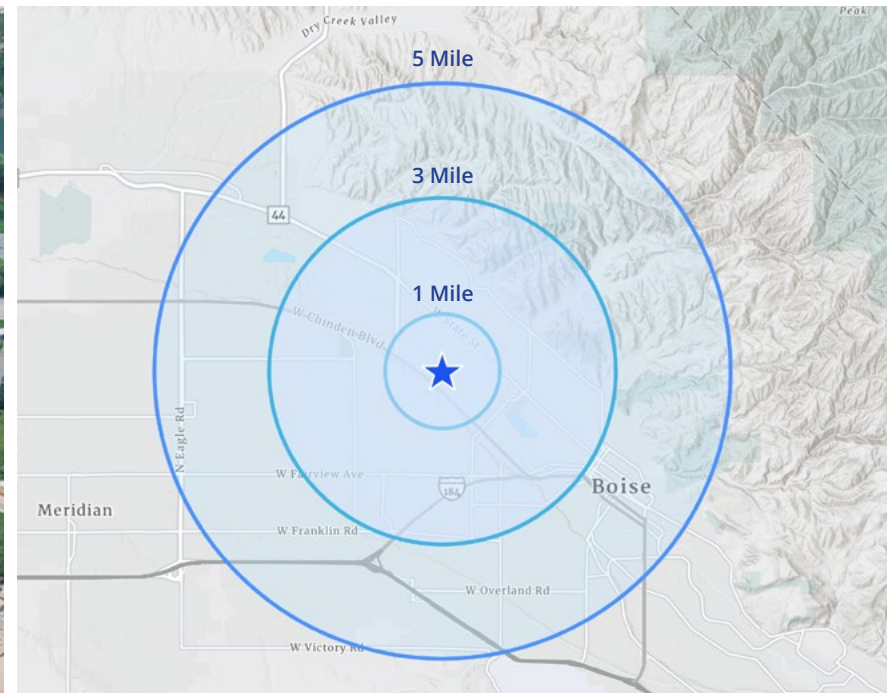 Peak
Dry Creek Valley
5 Mile
3 Mile
44
1 Mile
W State St
W Chinden Blvd
N Eagle Rd
W Fairview Ave
184
Boise
Meridian
W Franklin Rd
W Overland Rd
W Victory Rd